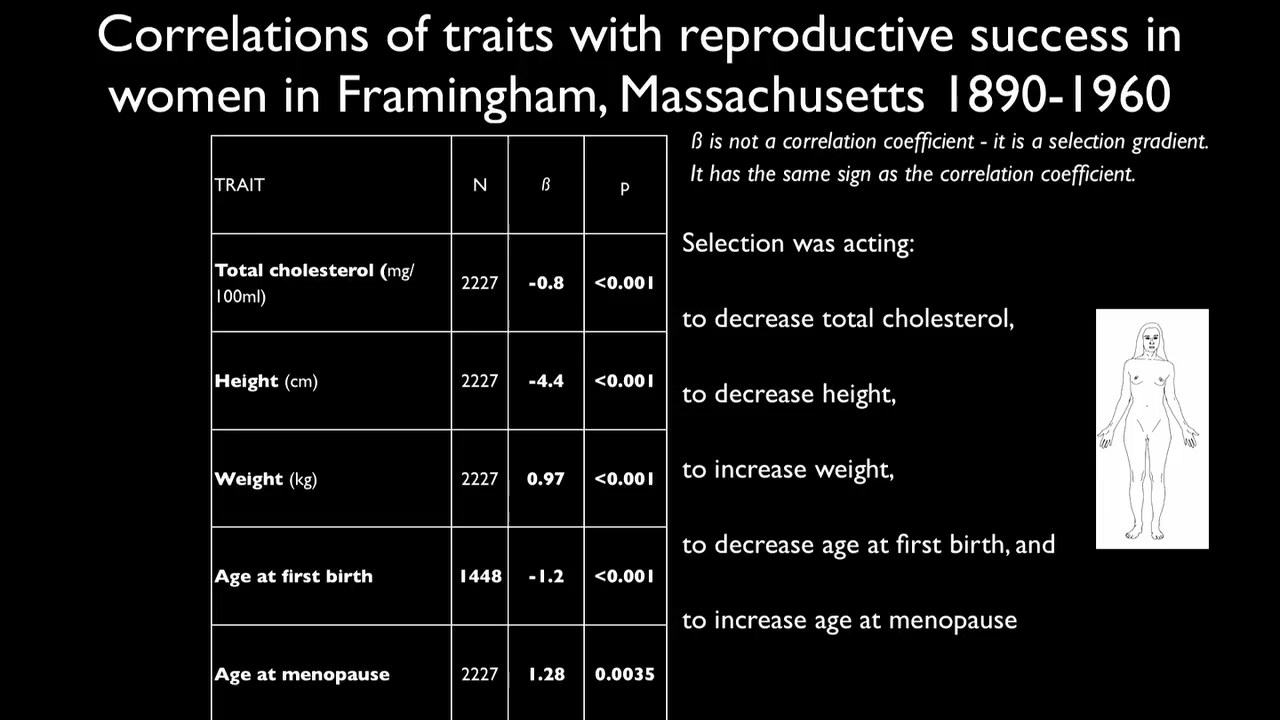 Correlations of traits with reproductive success in
women in Framingham, Massachusetts 1890-1960
ß is not a correlation coefficient - it is a selection gradient.
It has the same sign as the correlation coefficient.
TRAIT N ß p
Total cholesterol (mg/
100ml) 2227 -0.8 <0.001
Height (cm) 2227 -4.4 <0.001
Weight (kg) 2227 0.97 <0.001
Age at first birth 1448 -1.2 <0.001
Age at menopause 2227 1.28 0.0035
Selection was acting:
to decrease total cholesterol,
to decrease height,
to increase weight,
to decrease age at first birth, and
to increase age at menopause